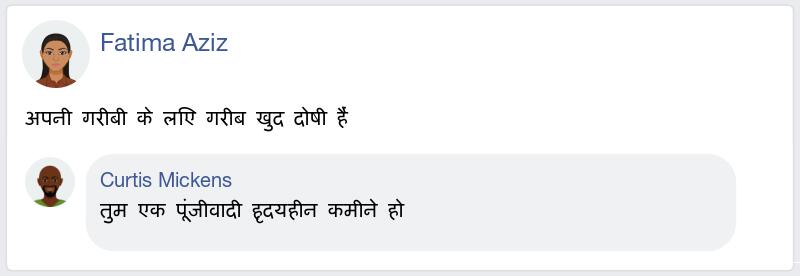 Fatima Aziz
अपनी गरीबी के लिए गरीब खुद दोषी हैं
Curtis Mickens
तुम एक पूंजीवादी हृदयहीन कमीने हो